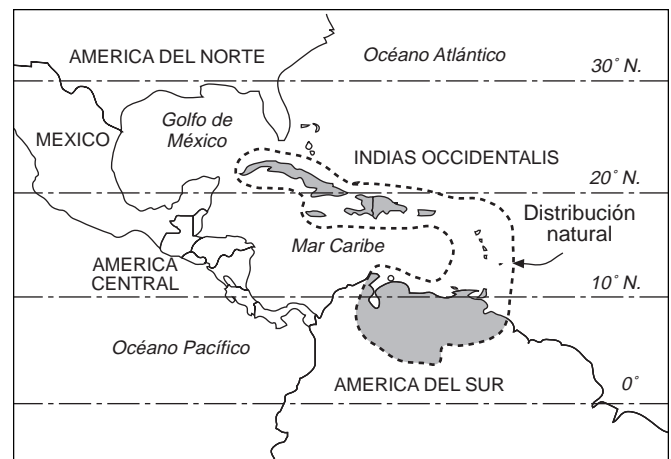 AMERICA DEL NORTE
Océano Atlántico
30° N.
Golfo de
México
MEXICO
INDIAS OCCIDENTALIS
20° N.
Distribución
natural
Mar Caribe
AMERICA
CENTRAL
10° N.
Océano Pacífico
AMERICA DEL SUR
0°